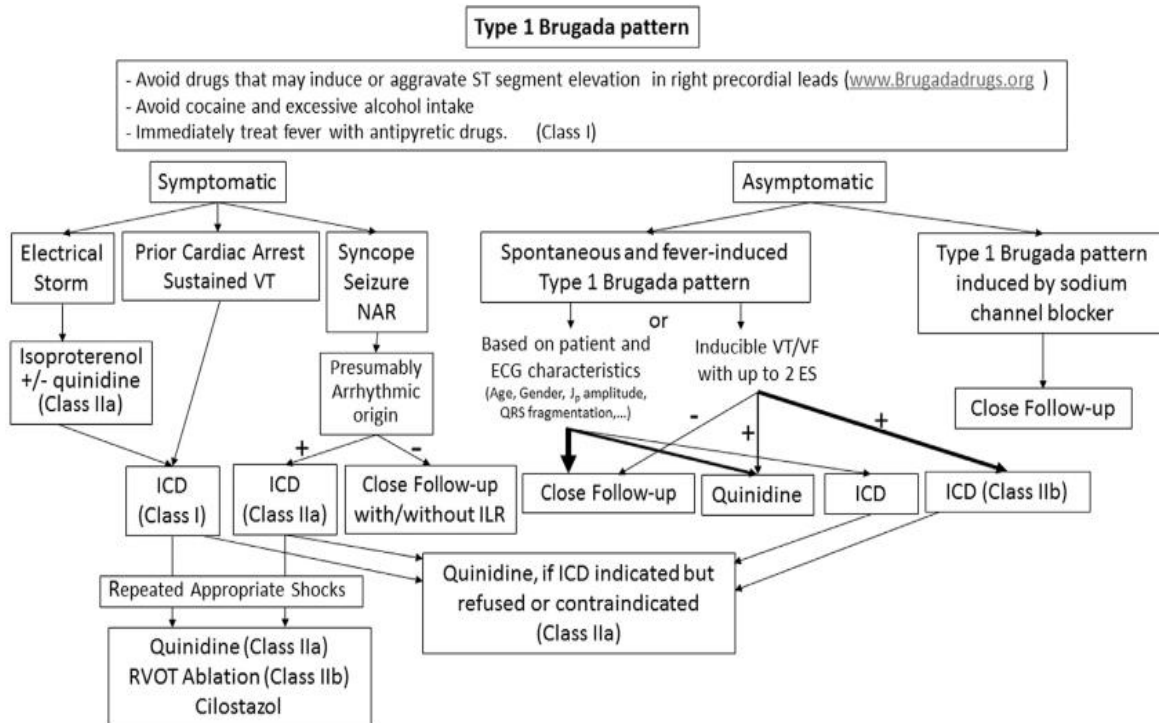 Type 1 Brugada pattern
- Avoid drugs that may induce or aggravate ST segment elevation in right precordial leads (www.Brugadadrugs.org )
- Avoid cocaine and excessive alcohol intake
- Immediately treat fever with antipyretic drugs. (Class I)
Symptomatic
Asymptomatic
Electrical
Storm
Prior Cardiac Arrest
Sustained VT
Syncope
Seizure
NAR
Spontaneous and fever-induced
Type 1 Brugada pattern
Type 1 Brugada pattern
induced by sodium
channel blocker
or
Isoproterenol
+/- quinidine
(Class IIa)
Presumably
Arrhythmic
origin
Based on patient and
ECG characteristics
(Age, Gender, Jp amplitude,
QRS fragmentation,...)
Inducible VT/VF
with up to 2 ES
Close Follow-up
+
-
-
+
+
ICD
(Class I)
ICD
(Class IIa)
Close Follow-up
with/without ILR
Close Follow-up
Quinidine
ICD
ICD (Class IIb)
Repeated Appropriate Shocks
Quinidine, if ICD indicated but
refused or contraindicated
(Class IIa)
Quinidine (Class IIa)
RVOT Ablation (Class IIb)
Cilostazol